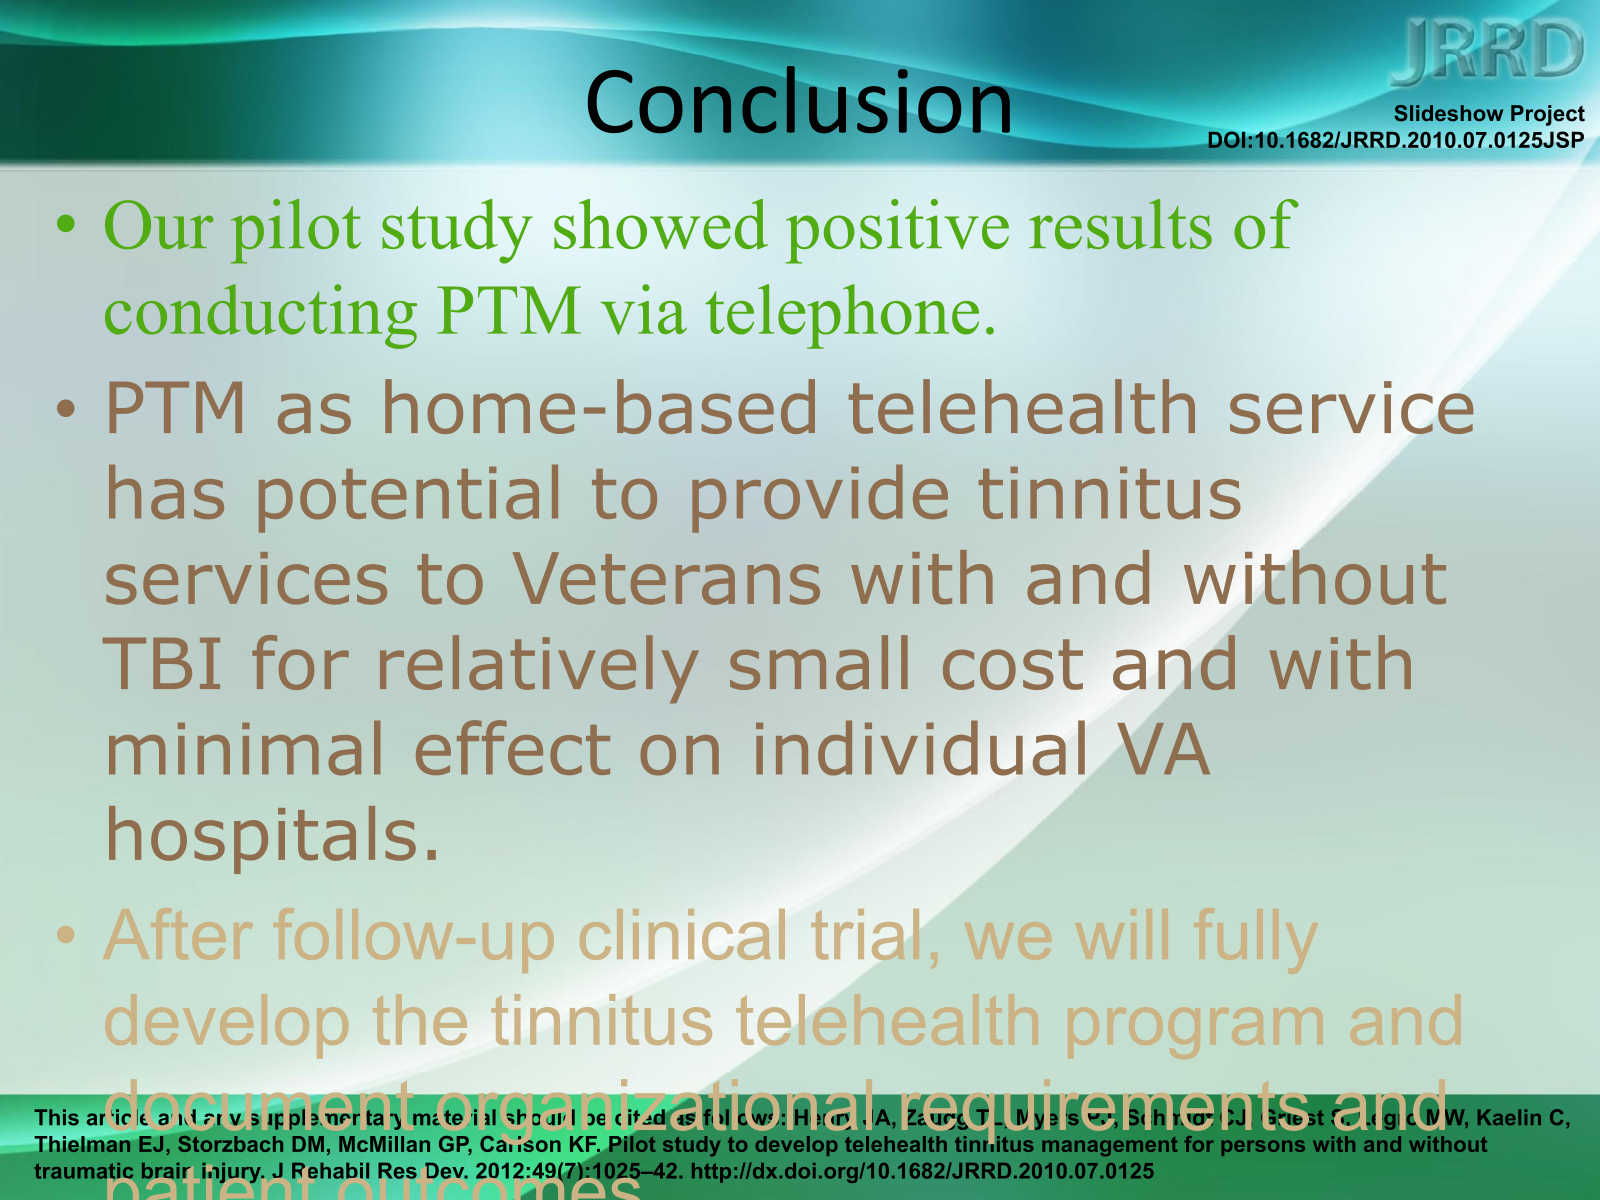 JRRD
Conclusion
Slideshow Project
DOI:10.1682/JRRD.2010.07.0125JSP
• Our pilot study showed positive results of
conducting PTM via telephone.
• PTM as home-based telehealth service
has potential to provide tinnitus
services to Veterans with and without
TBI for relatively small cost and with
minimal effect on individual VA
hospitals.
• After follow-up clinical trial, we will fully
develop the tinnitus telehealth program and
document organizational requirements and
patient outcomes
This article and any supplementary material should be cited as follows: Henry JA, Zaugg TL, Myers PJ, Schmidt CJ, Griest S, Legro MW, Kaelin C,
Thielman EJ, Storzbach DM, McMillan GP, Carlson KF. Pilot study to develop telehealth tinnitus management for persons with and without
traumatic brain injury. J Rehabil Res Dev. 2012;49(7):1025–42. http://dx.doi.org/10.1682/JRRD.2010.07.0125